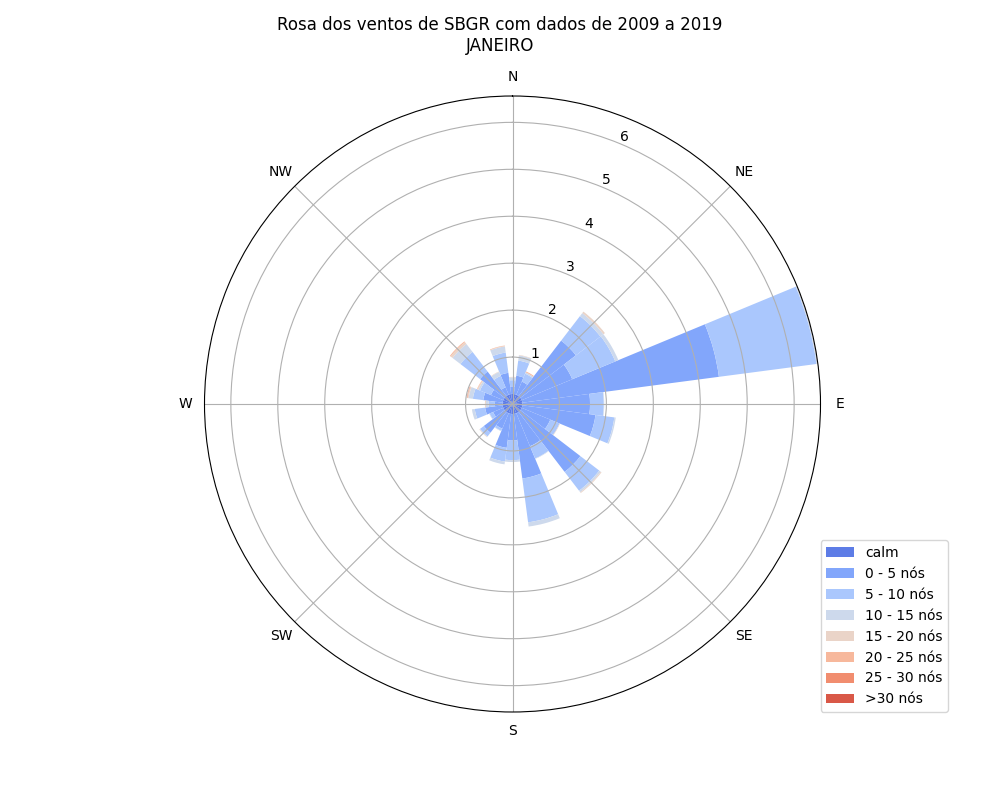 Rosa dos ventos de SBGR com dados de 2009 a 2019
JANEIRO
N
NW
NE
6
5
4
3
2
1
W
E
SW
SE
S
calm
0 - 5 nós
5 - 10 nós
10 - 15 nós
15 - 20 nós
20 - 25 nós
25 - 30 nós
>30 nós